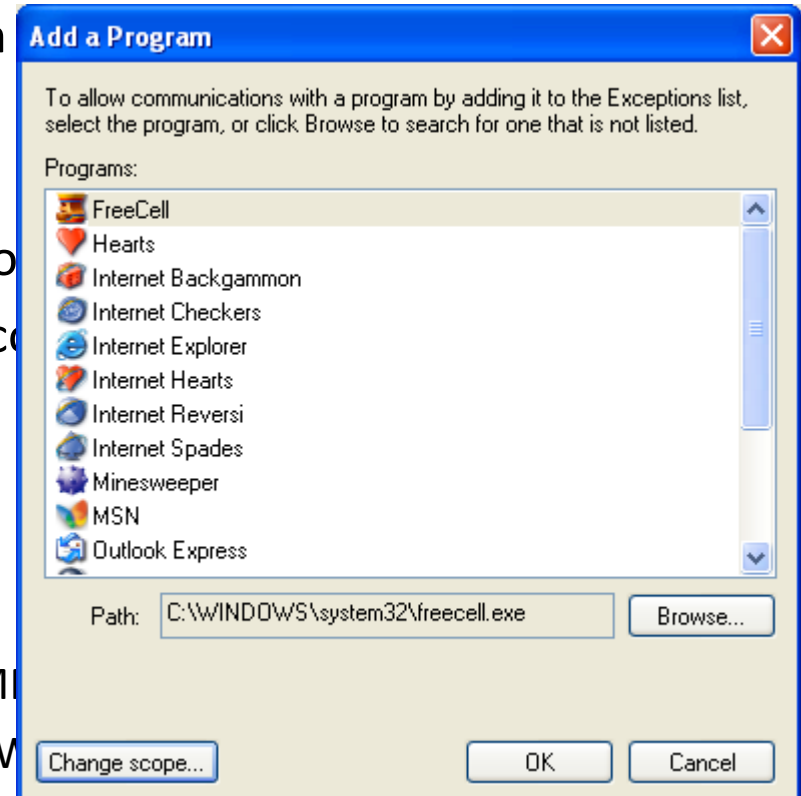 Add a Program
To allow communications with a program by adding it to the Exceptions list,
select the program, or click Browse to search for one that is not listed.
Programs:
FreeCell
Hearts
Internet Backgammon
Internet Checkers
Internet Explorer
Internet Hearts
Internet Reversi
Internet Spades
Minesweeper
MSN
Outlook Express
Path: C:\WINDOWS\system32\freecell.exe Browse...
Change scope... OK Cancel